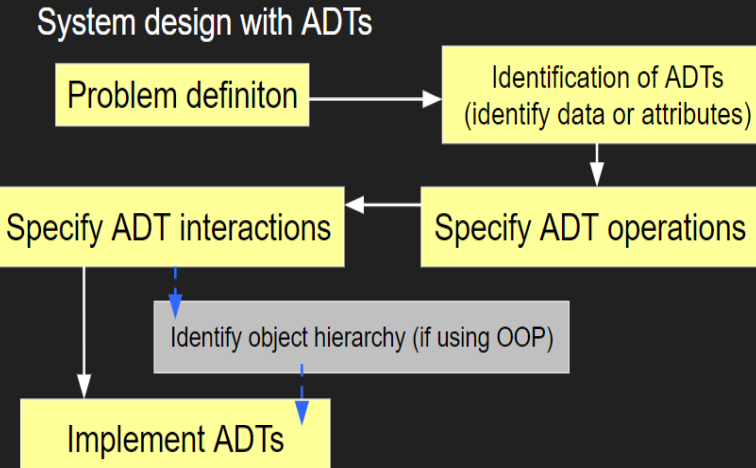 System design with ADTs
Problem definiton
Identification of ADTs
(identify data or attributes)
Specify ADT operations
Specify ADT interactions
Identify object hierarchy (if using OOP)
Implement ADTs